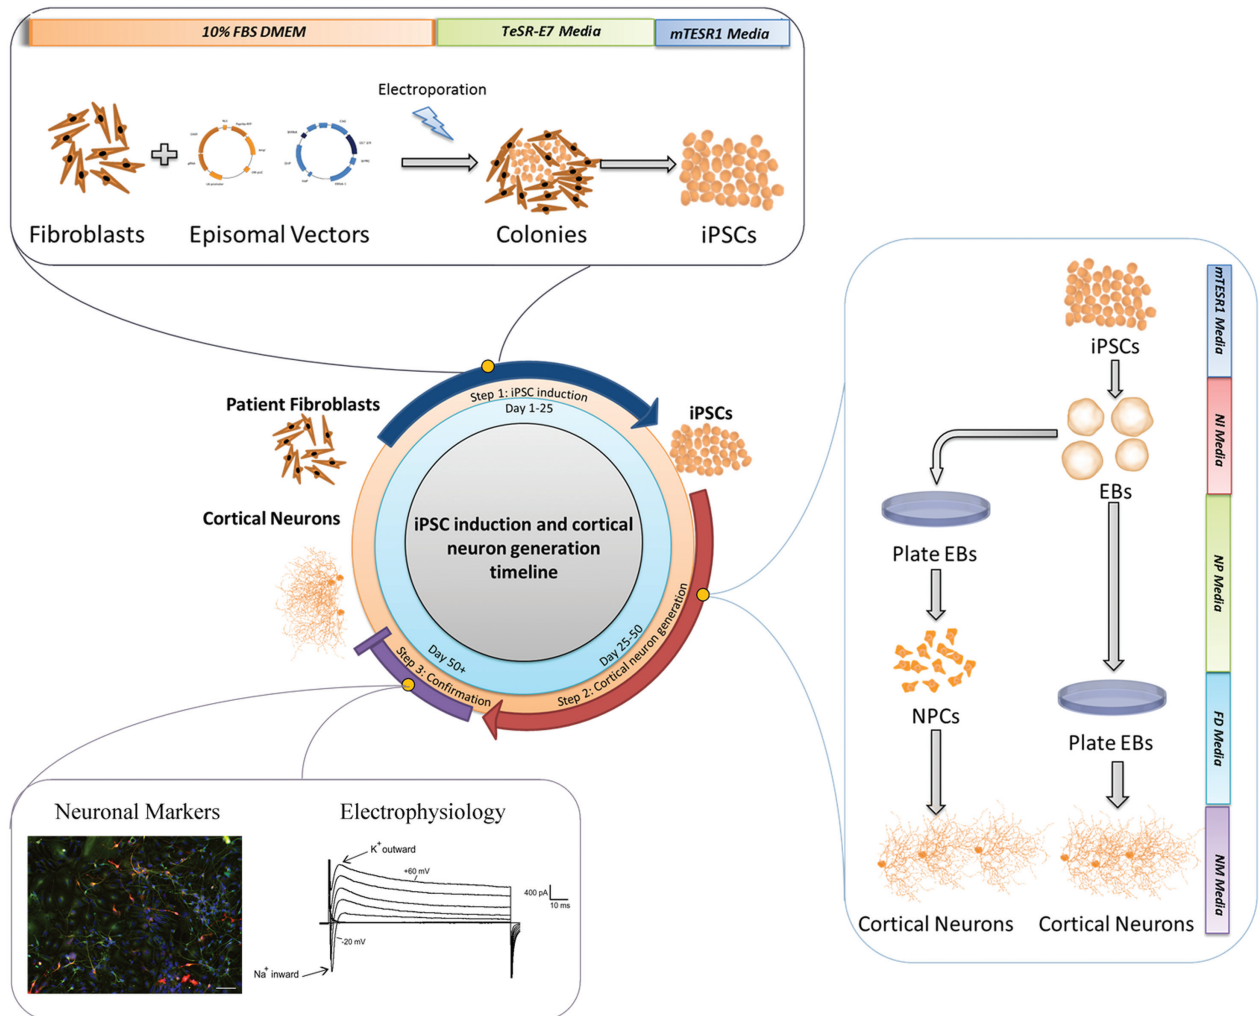 10% FBS DMEM
TeSR-E7 Media
mTESR1 Media
Electroporation
Fibroblasts
Episomal Vectors
Colonies
iPSCs
Patient Fibroblasts
Step 1: iPSC induction
Day 1-25
iPSCs
Cortical Neurons
iPSC induction and cortical
neuron generation
timeline
Day 25-50
Step 2: Cortical neuron generation
Day 50+
Step 3: Confirmation
iPSCs
EBs
Plate EBs
NPCs
Plate EBs
Cortical Neurons
Cortical Neurons
mTESR1 Media
NI Media
NP Media
FD Media
NM Media
Neuronal Markers
Electrophysiology
K+ outward
+60 mV
400 pA
10 ms
-20 mV
Na+ inward